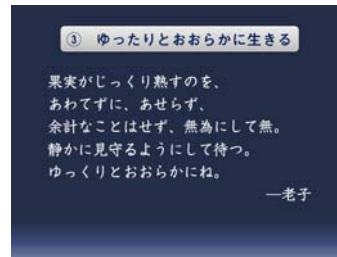 ③ ゆったりとおおらかに生きる
果実がじっくり熟すのを、
あわてずに、あせらず、
余計なことはせず、無為にして無。
静かに見守るようにして待つ。
ゆっくりとおおらかにね。
―老子